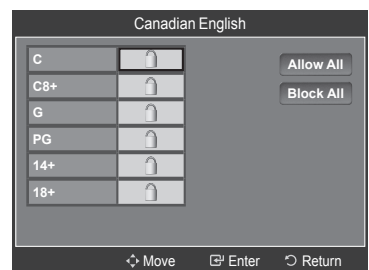 Canadian English
C
Allow All
C8+
Block All
G
PG
14+
18+
Move Enter Return